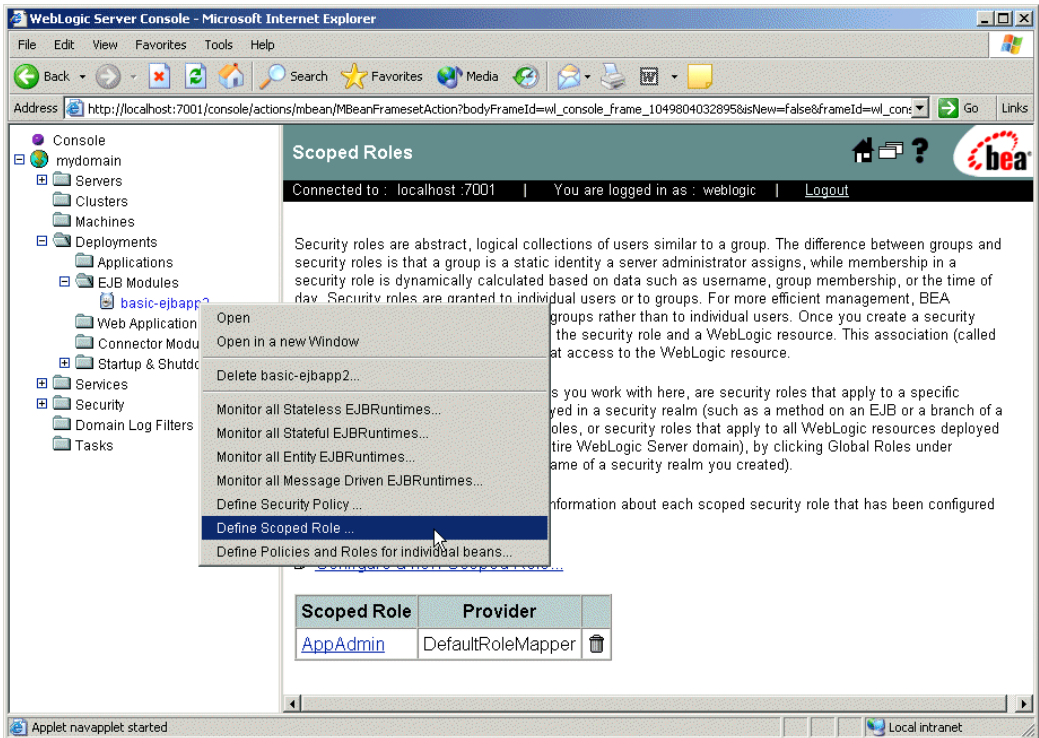 WebLogic Server Console - Microsoft Internet Explorer
File Edit View Favorites Tools Help
Back Search Favorites Media
Address http://localhost:7001/console/actions/mbean/MBeanFramesetAction?bodyFrameId=wl_console_frame_1049804032895&isNew=false&frameId=wl_cons Go Links
Console
mydomain
Servers
Clusters
Machines
Deployments
Applications
EJB Modules
basic-ejbapp2
Web Application
Connector Modu
Startup & Shutdo
Services
Security
Domain Log Filters
Tasks
Open
Open in a new Window
Delete basic-ejbapp2...
Monitor all Stateless EJBRuntimes...
Monitor all Stateful EJBRuntimes...
Monitor all Entity EJBRuntimes...
Monitor all Message Driven EJBRuntimes...
Define Security Policy ...
Define Scoped Role ...
Define Policies and Roles for individual beans...
Scoped Roles
bea
Connected to : localhost :7001 | You are logged in as : weblogic | Logout
Security roles are abstract, logical collections of users similar to a group. The difference between groups and
security roles is that a group is a static identity a server administrator assigns, while membership in a
security role is dynamically calculated based on data such as username, group membership, or the time of
day. Security roles are granted to individual users or to groups. For more efficient management, BEA
groups rather than to individual users. Once you create a security
the security role and a WebLogic resource. This association (called
at access to the WebLogic resource.
s you work with here, are security roles that apply to a specific
yed in a security realm (such as a method on an EJB or a branch of a
oles, or security roles that apply to all WebLogic resources deployed
tire WebLogic Server domain), by clicking Global Roles under
ame of a security realm you created).
nformation about each scoped security role that has been configured
Configure a new Scoped Role...
Scoped Role Provider
AppAdmin DefaultRoleMapper
Applet navapplet started Local intranet